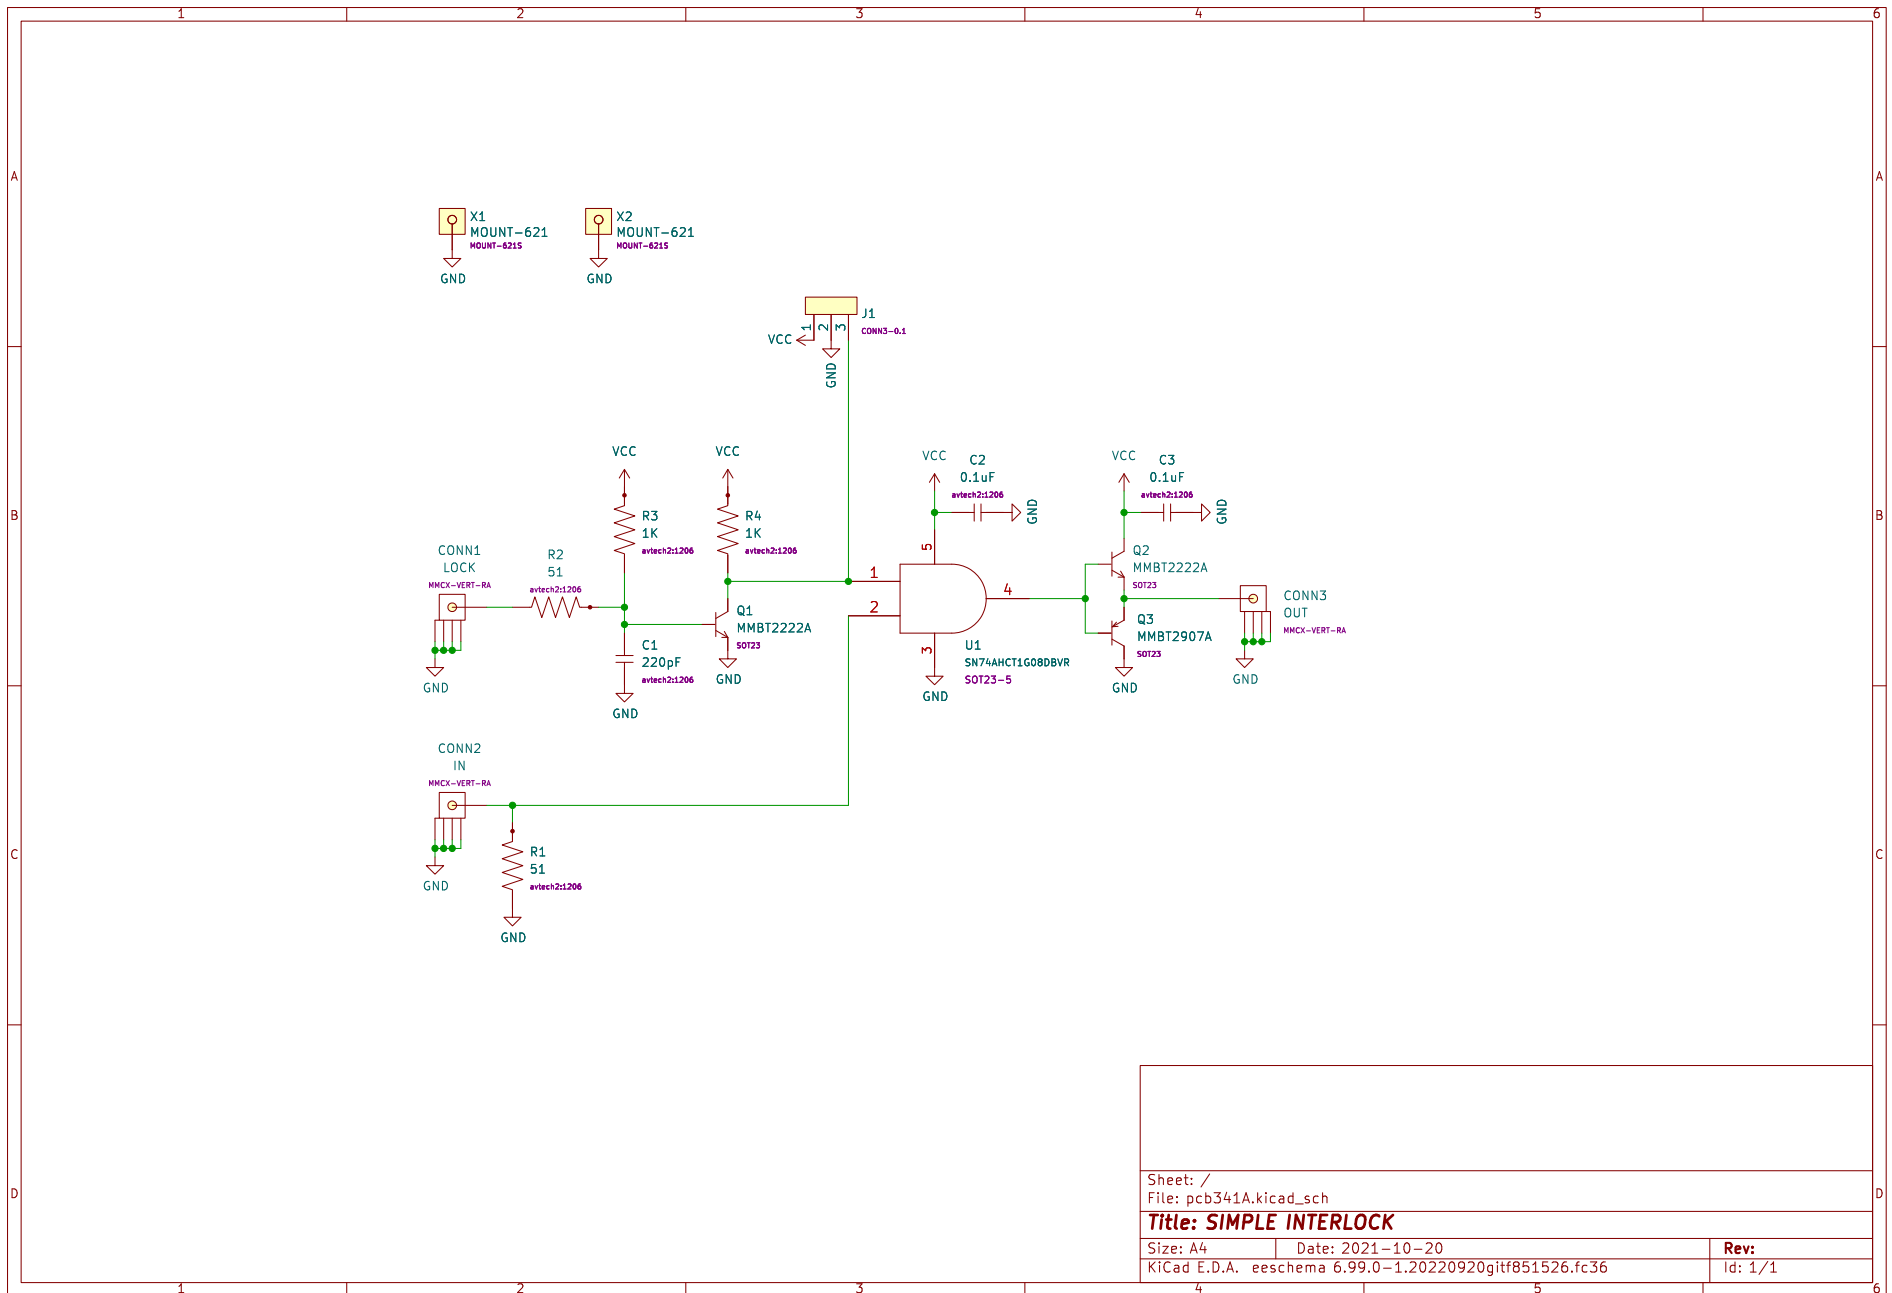 1 2 3 4 5 6
A A
X1
MOUNT-621
MOUNT-621S
GND
X2
MOUNT-621
MOUNT-621S
GND
J1
CONN3-0.1
1 2 3
VCC
GND
B B
VCC
R3
1K
avtech2:1206
VCC
R4
1K
avtech2:1206
CONN1
LOCK
MMCX-VERT-RA
GND
R2
51
avtech2:1206
C1
220pF
avtech2:1206
GND
Q1
MMBT2222A
SOT23
GND
VCC
C2
0.1uF
avtech2:1206
GND
5
1
2
4
3
U1
SN74AHCT1G08DBVR
SOT23-5
GND
VCC
C3
0.1uF
avtech2:1206
GND
Q2
MMBT2222A
SOT23
Q3
MMBT2907A
SOT23
GND
CONN3
OUT
MMCX-VERT-RA
GND
CONN2
IN
MMCX-VERT-RA
GND
C C
R1
51
avtech2:1206
GND
D D
Sheet: /
File: pcb341A.kicad_sch
Title: SIMPLE INTERLOCK
Size: A4 Date: 2021-10-20 Rev:
KiCad E.D.A. eeschema 6.99.0-1.20220920gitf851526.fc36 Id: 1/1
1 2 3 4 5 6